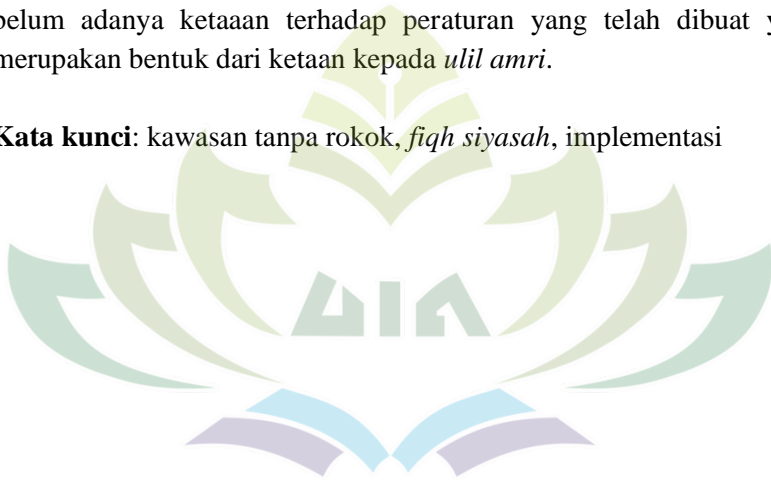 belum adanya ketaaan terhadap peraturan yang telah dibuat
merupakan bentuk dari ketaan kepada ulil amri.
Kata kunci: kawasan tanpa rokok, fiqh siyasah, implementasi
UIN